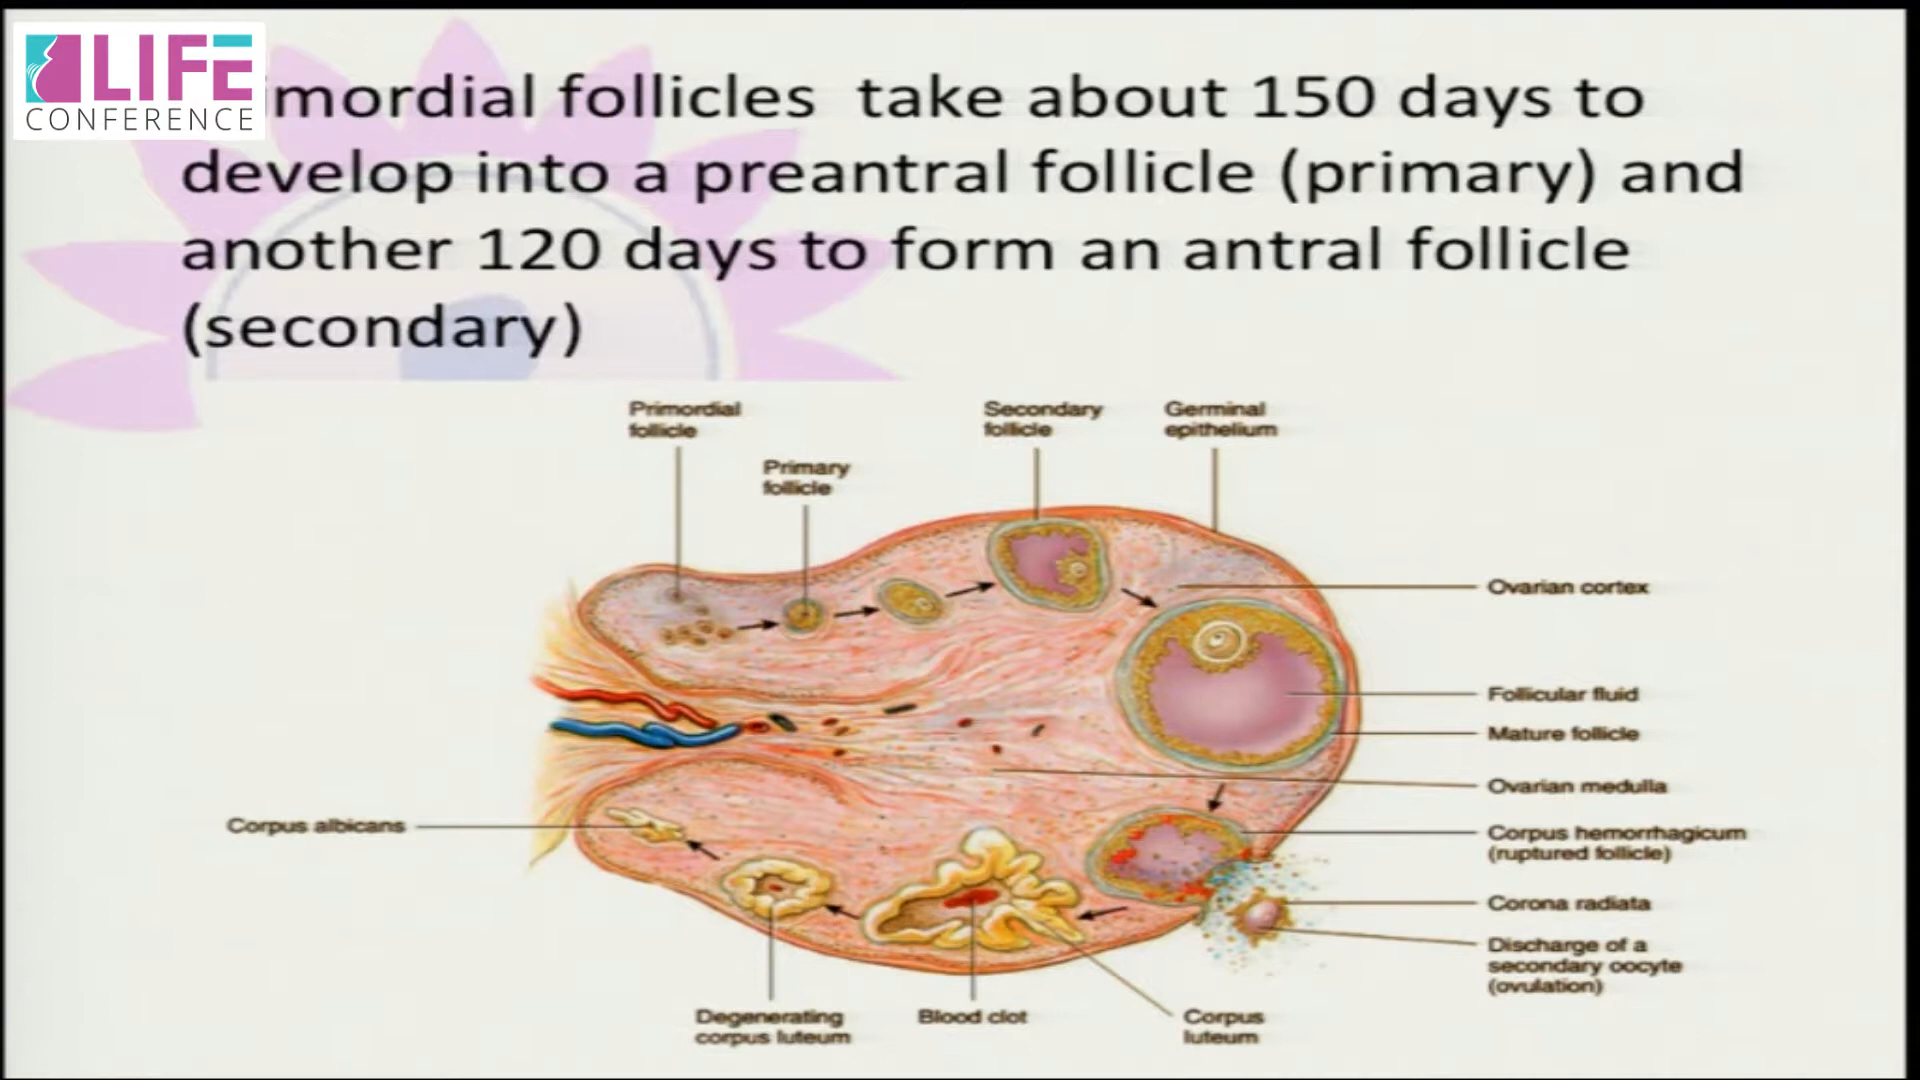 LIFE
CONFERENCE
imordial follicles take about 150 days to
develop into a preantral follicle (primary) and
another 120 days to form an antral follicle
(secondary)
Primordial
follicle
Primary
follicle
Secondary
follicle
Germinal
epithelium
Ovarian cortex
Follicular fluid
Mature follicle
Ovarian medulla
Corpus hemorrhagicum
(ruptured follicle)
Corona radiata
Discharge of a
secondary oocyte
(ovulation)
Corpus albicans
Degenerating
corpus luteum
Blood clot
Corpus
luteum